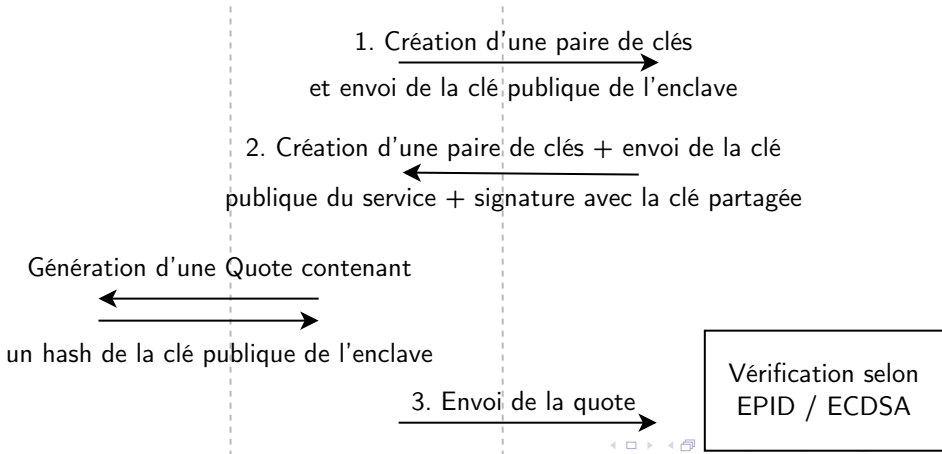 1. Création d'une paire de clés
et envoi de la clé publique de l'enclave
2. Création d'une paire de clés + envoi de la clé
publique du service + signature avec la clé partagée
Génération d'une Quote contenant
un hash de la clé publique de l'enclave
3. Envoi de la quote
Vérification selon
EPID / ECDSA